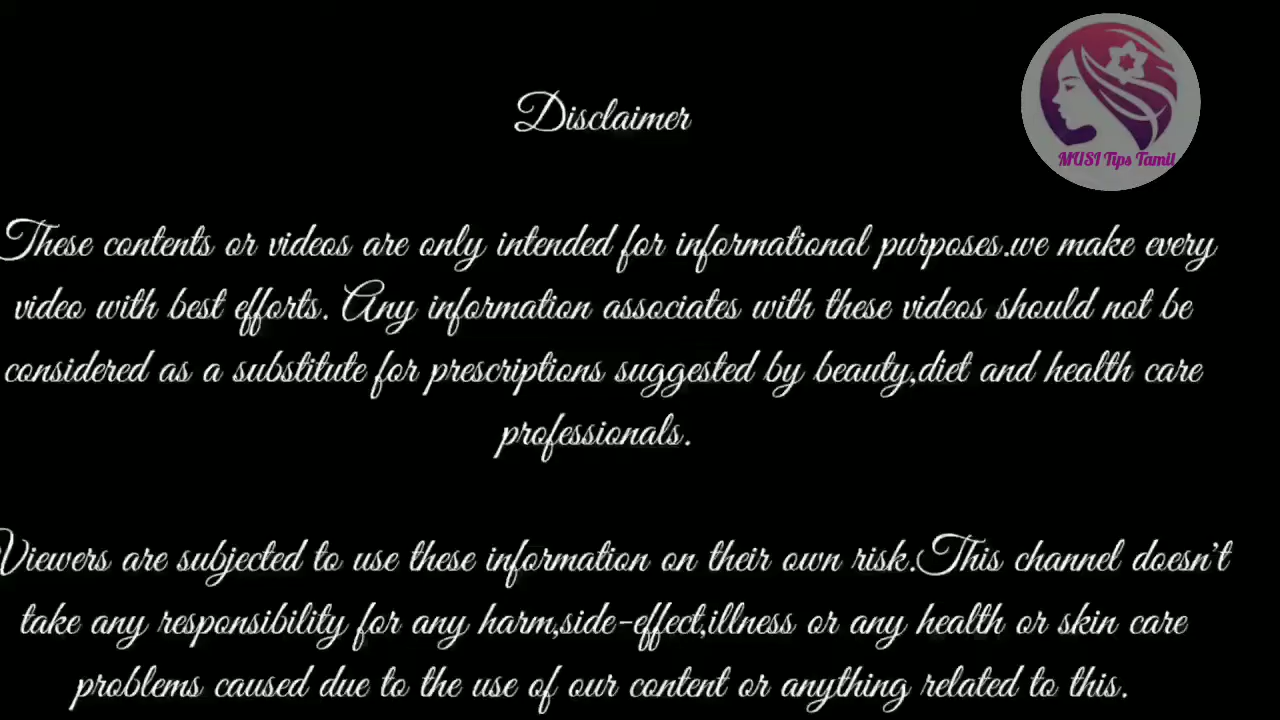 MUSI Tips Tamil
Disclaimer
These contents or videos are only intended for informational purposes.we make every
video with best efforts. Any information associates with these videos should not be
considered as a substitute for prescriptions suggested by beauty,diet and health care
professionals.
Viewers are subjected to use these information on their own risk.This channel doesn't
take any responsibility for any harm,side-effect,illness or any health or skin care
problems caused due to the use of our content or anything related to this.